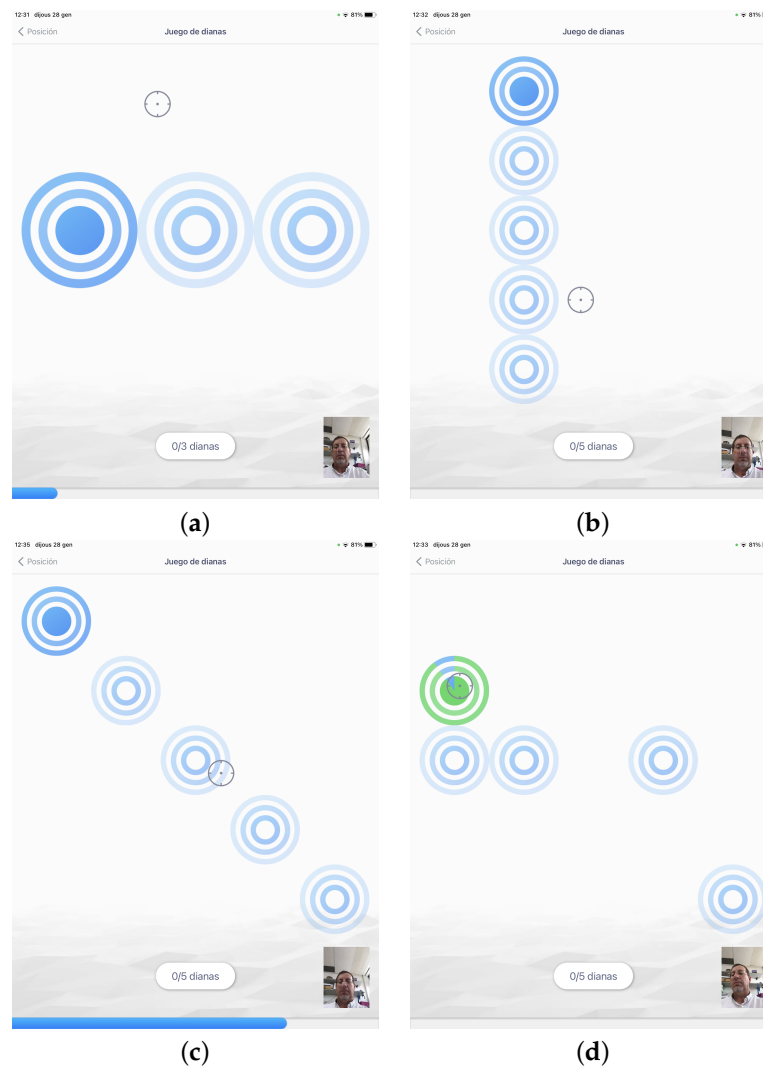 12:31 dijous 28 gen 81%
Posición Juego de dianas
0/3 dianas
(a)
12:32 dijous 28 gen 81%
Posición Juego de dianas
0/5 dianas
(b)
12:35 dijous 28 gen 81%
Posición Juego de dianas
0/5 dianas
(c)
12:33 dijous 28 gen 81%
Posición Juego de dianas
0/5 dianas
(d)